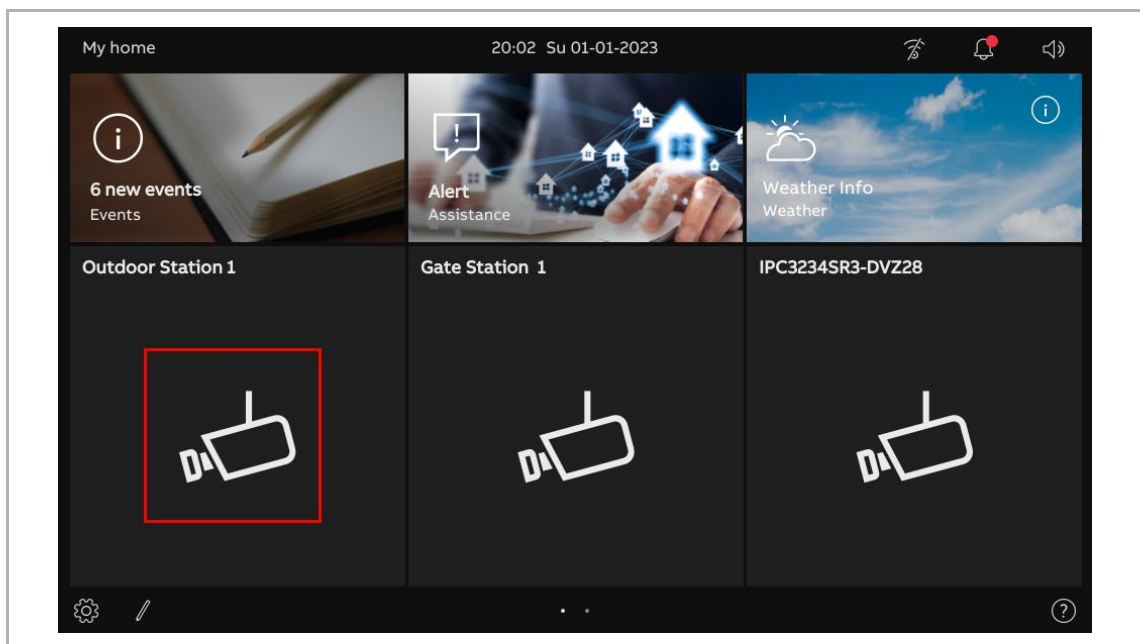 My home
20:02 Su 01-01-2023
6 new events
Events
Alert
Assistance
Weather Info
Weather
Outdoor Station 1
Gate Station 1
IPC3234SR3-DVZ28